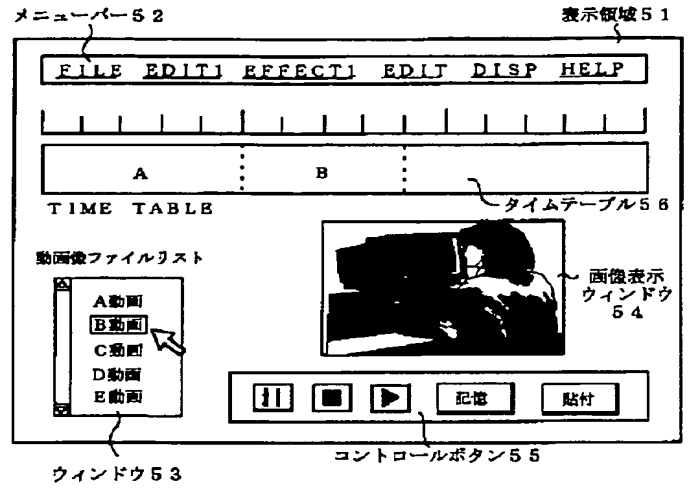 メニューバー52
表示領域51
FILE EDIT1 EFFECT1 EDIT DISP HELP
A
B
TIME TABLE
タイムテーブル56
動画像ファイルリスト
A動画
B動画
C動画
D動画
E動画
画像表示
ウィンドウ
54
記憶
貼付
コントロールボタン55
ウィンドウ53